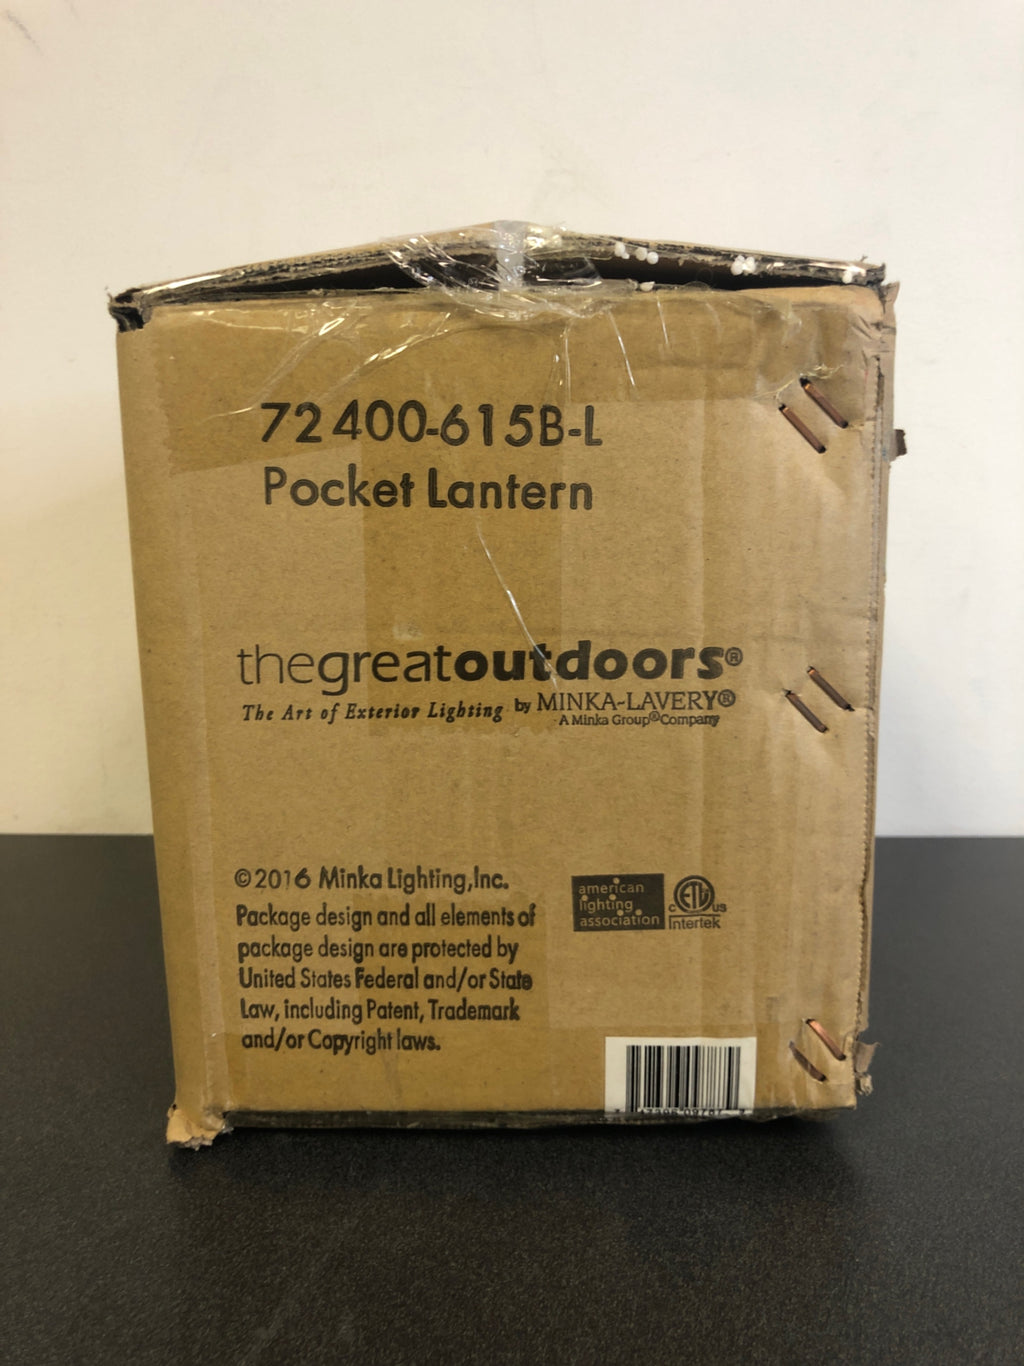 72400-615B-L
Pocket Lantern
thegreatoutdoors®
The Art of Exterior Lighting by MINKA-LAVERY®
A Minka Group® Company
©2016 Minka Lighting,Inc.
Package design and all elements of
package design are protected by
United States Federal and/or State
Law, including Patent, Trademark
and/or Copyright laws.
american
lighting
association
c ETL us
Intertek